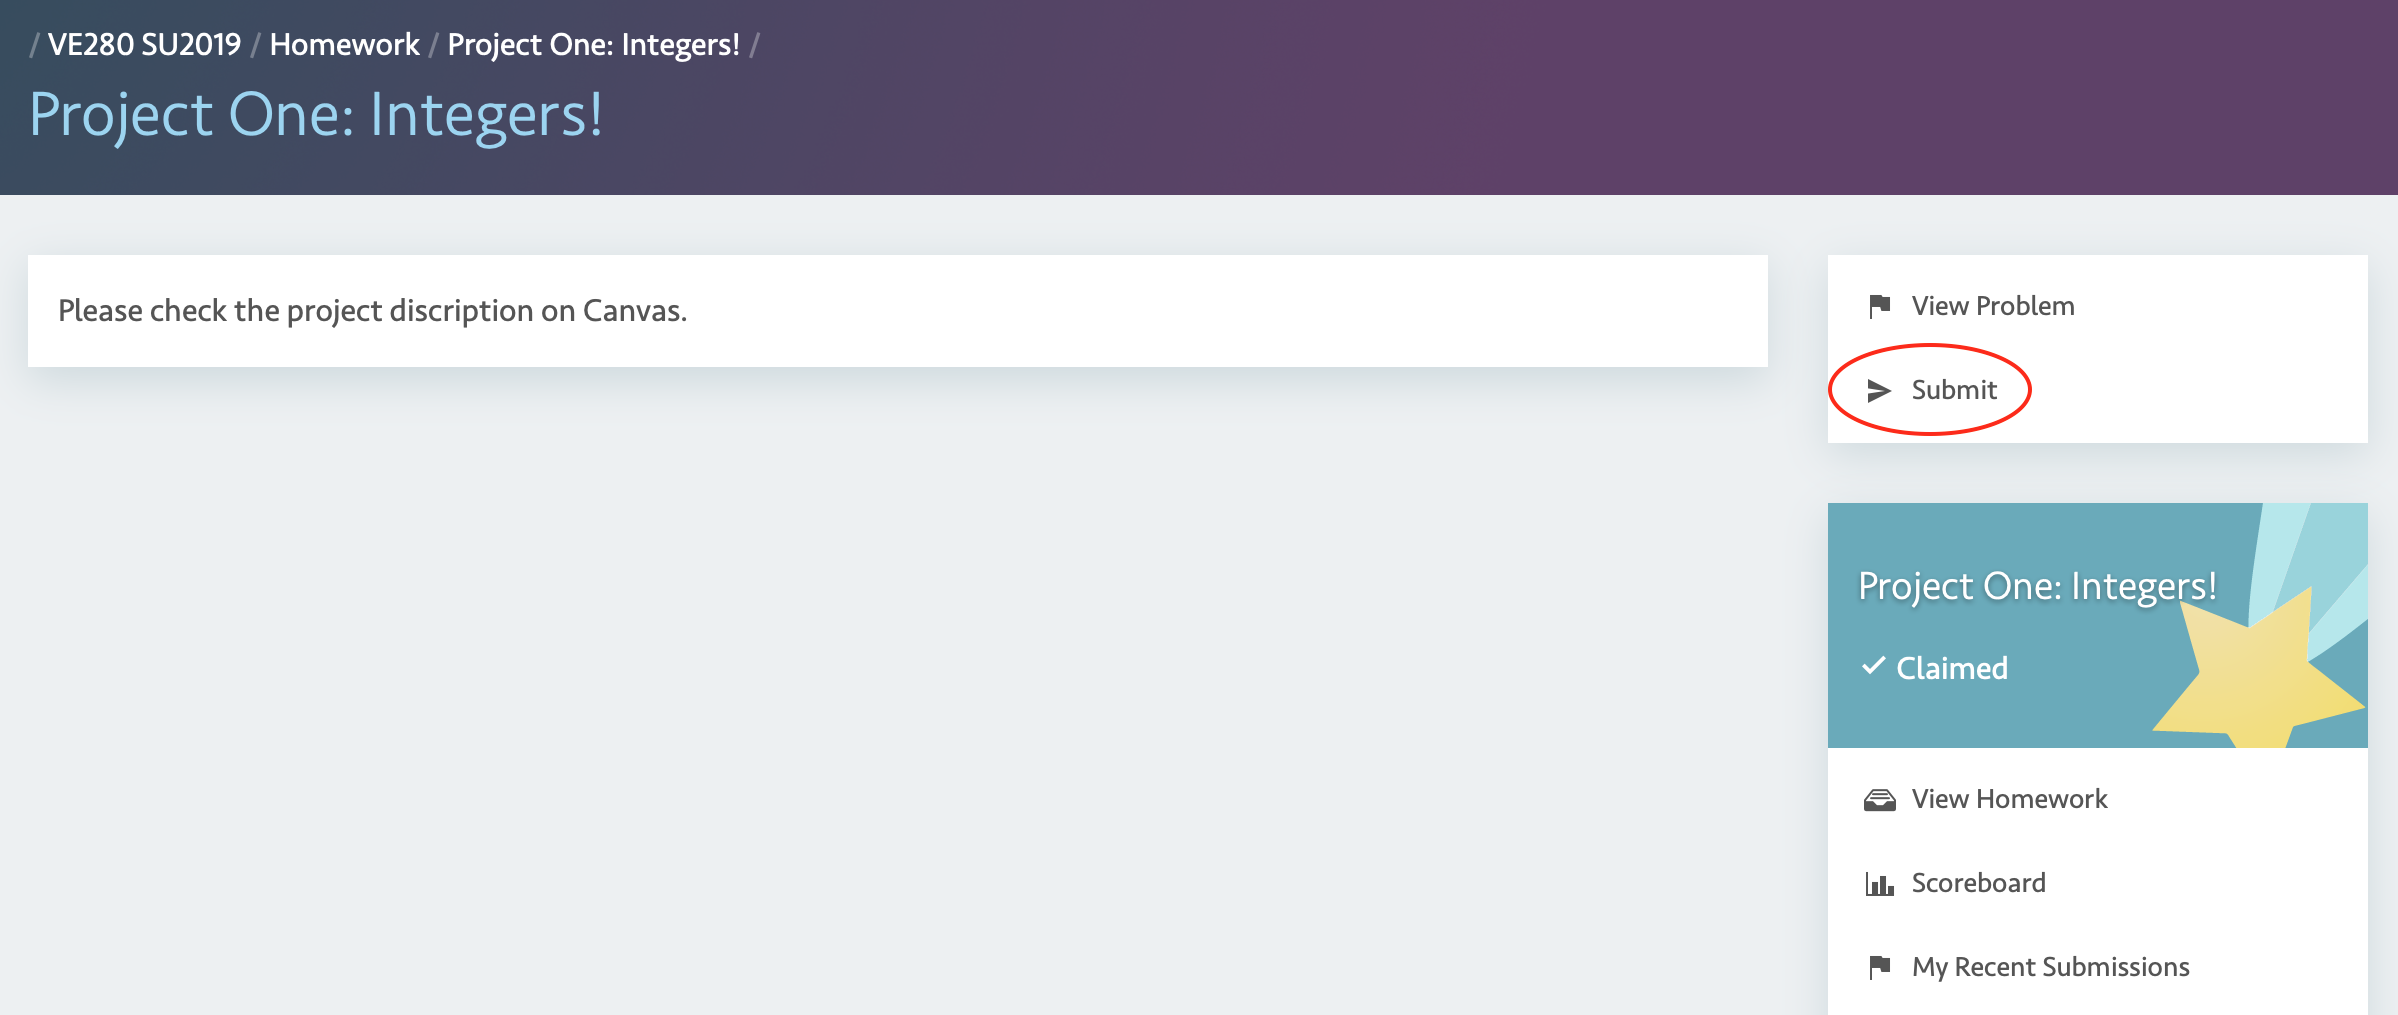 / VE280 SU2019 / Homework / Project One: Integers! /
Project One: Integers!
Please check the project discription on Canvas.
View Problem
Submit
Project One: Integers!
Claimed
View Homework
Scoreboard
My Recent Submissions